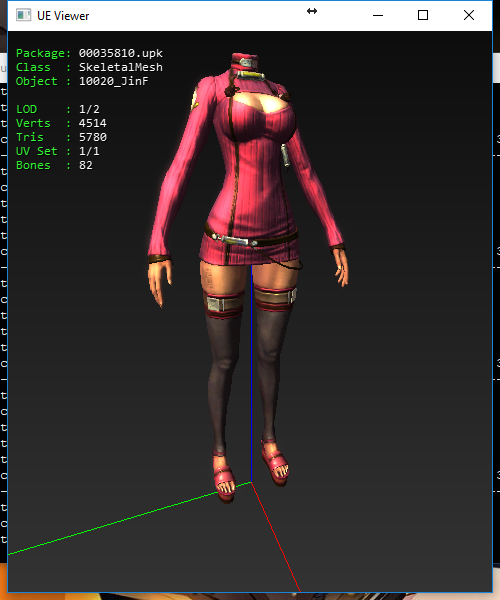 UE Viewer
Package: 00035810.upk
Class : SkeletalMesh
Object : 10020_JinF
LOD : 1/2
Verts : 4514
Tris : 5780
UV Set : 1/1
Bones : 82